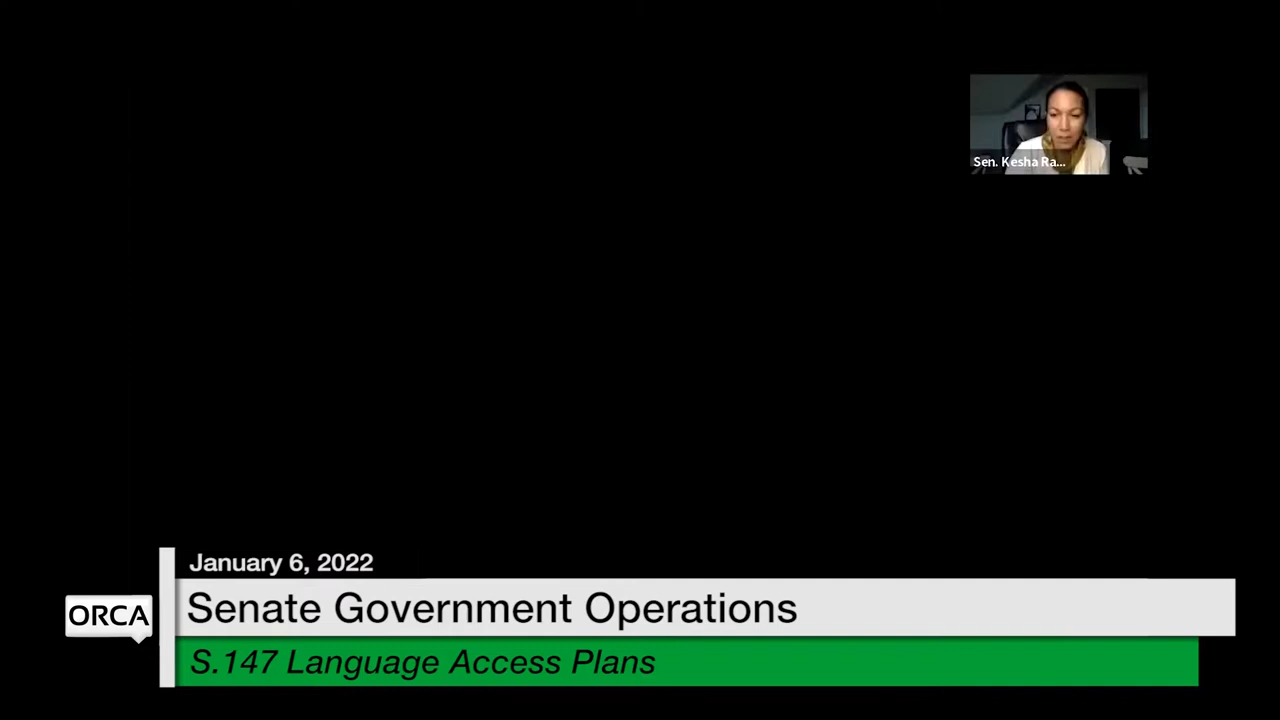 Sen. Kesha Ra...
January 6, 2022
Senate Government Operations
ORCA
S.147 Language Access Plans